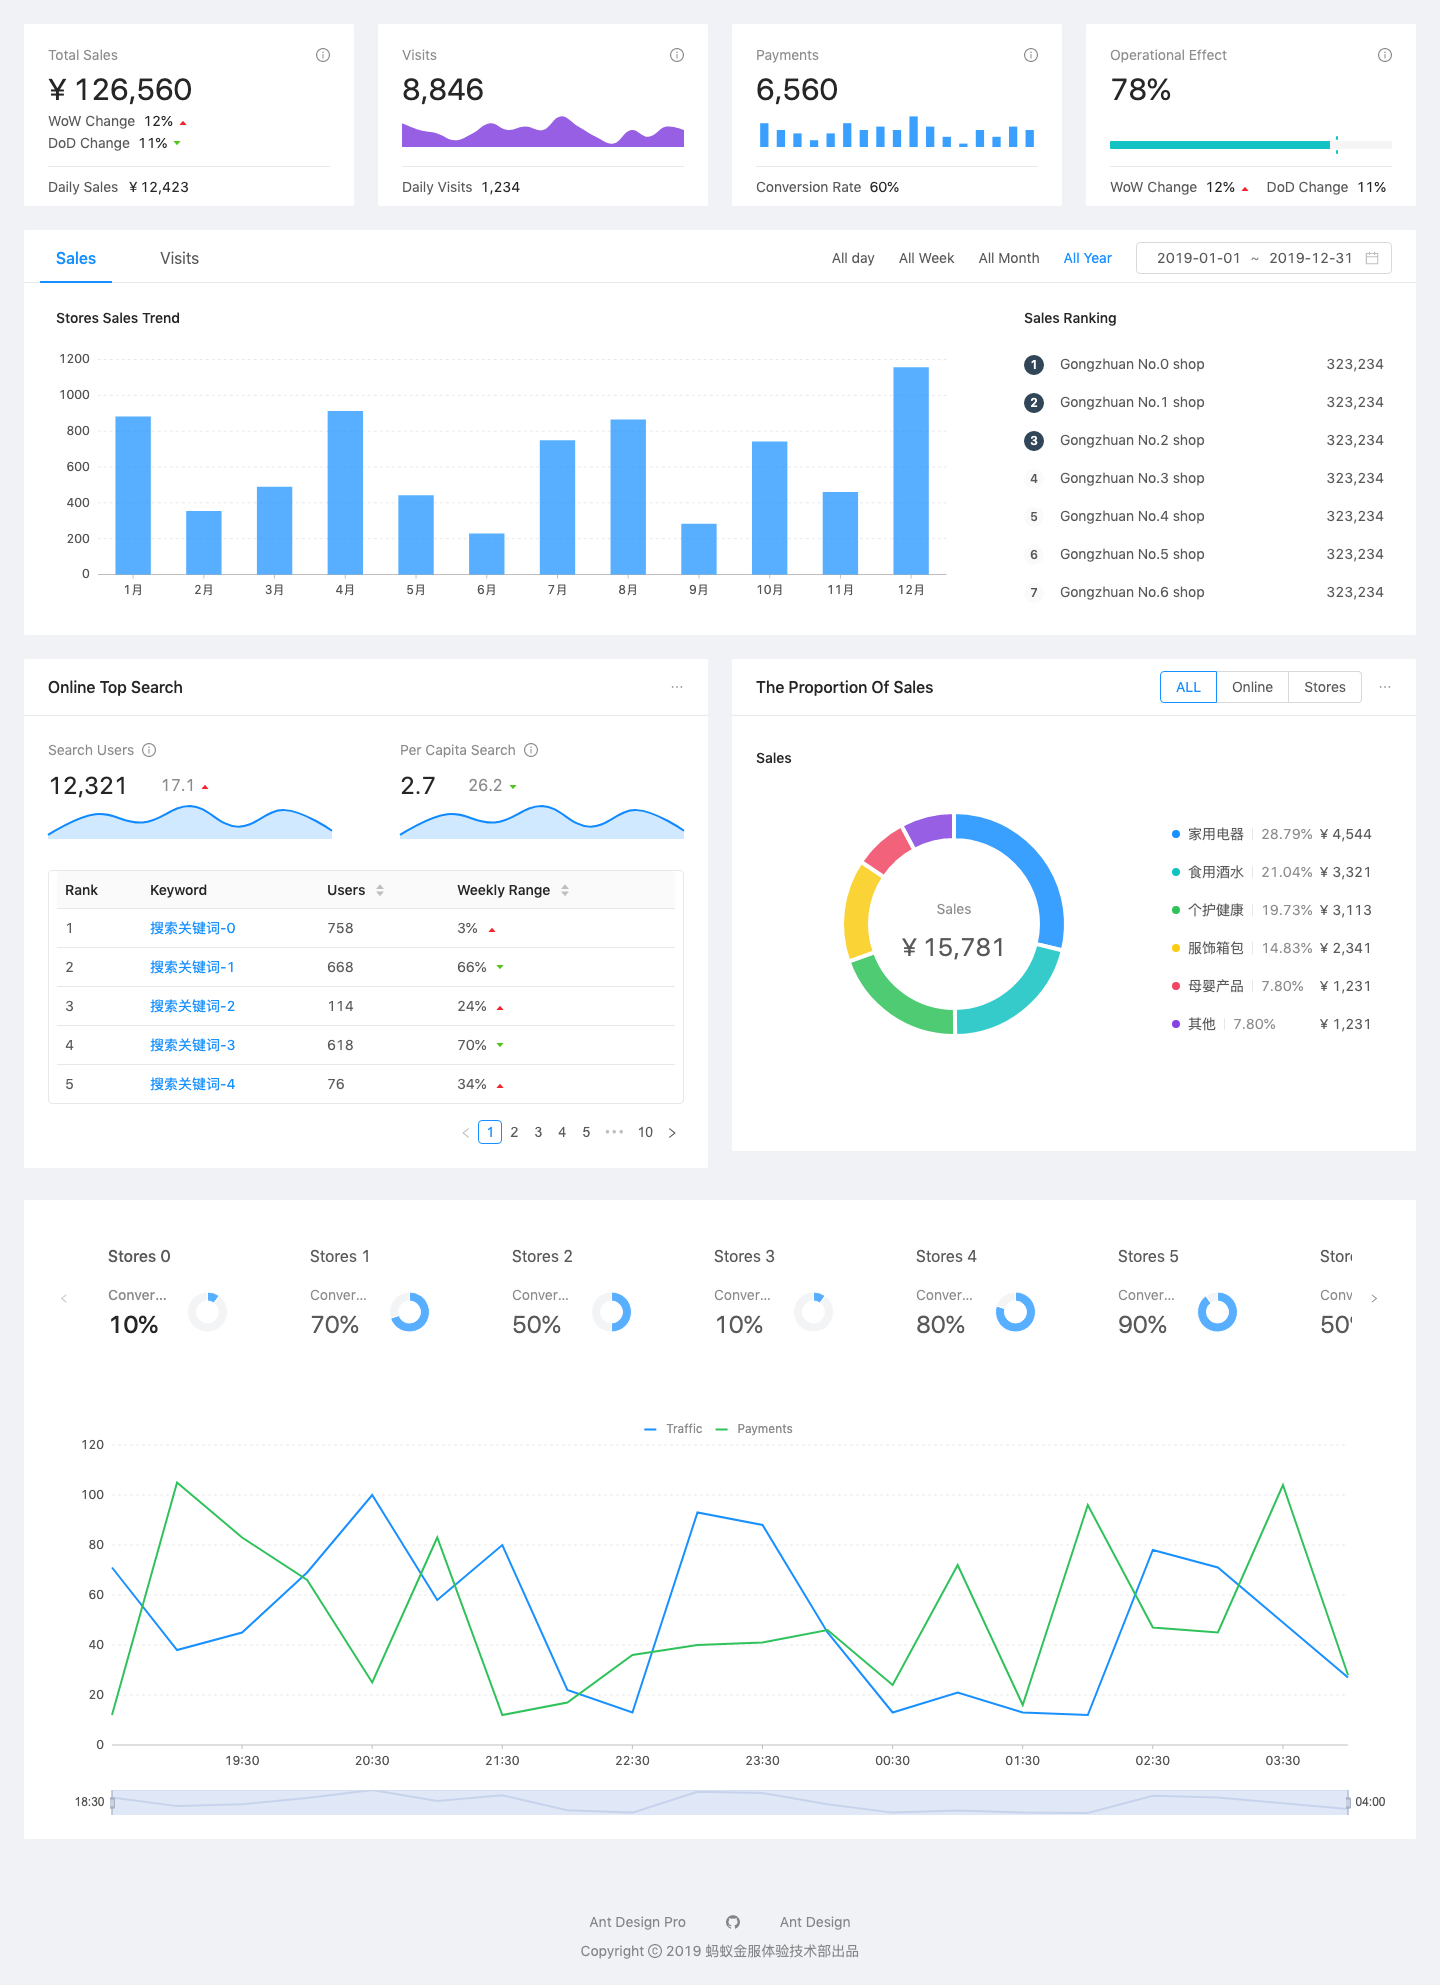 Total Sales
¥ 126,560
WoW Change 12%
DoD Change 11%
Daily Sales ¥ 12,423
Visits
8,846
Daily Visits 1,234
Payments
6,560
Conversion Rate 60%
Operational Effect
78%
WoW Change 12% DoD Change 11%
Sales Visits
All day All Week All Month All Year 2019-01-01 ~ 2019-12-31
Stores Sales Trend
1200
1000
800
600
400
200
0
1月 2月 3月 4月 5月 6月 7月 8月 9月 10月 11月 12月
Sales Ranking
1 Gongzhuan No.0 shop 323,234
2 Gongzhuan No.1 shop 323,234
3 Gongzhuan No.2 shop 323,234
4 Gongzhuan No.3 shop 323,234
5 Gongzhuan No.4 shop 323,234
6 Gongzhuan No.5 shop 323,234
7 Gongzhuan No.6 shop 323,234
Online Top Search ···
Search Users
12,321 17.1
Per Capita Search
2.7 26.2
Rank Keyword Users Weekly Range
1 搜索关键词-0 758 3%
2 搜索关键词-1 668 66%
3 搜索关键词-2 114 24%
4 搜索关键词-3 618 70%
5 搜索关键词-4 76 34%
< 1 2 3 4 5 ••• 10 >
The Proportion Of Sales
ALL Online Stores ···
Sales
Sales
¥ 15,781
家用电器 | 28.79% ¥ 4,544
食用酒水 | 21.04% ¥ 3,321
个护健康 | 19.73% ¥ 3,113
服饰箱包 | 14.83% ¥ 2,341
母婴产品 | 7.80% ¥ 1,231
其他 | 7.80% ¥ 1,231
Stores 0 Stores 1 Stores 2 Stores 3 Stores 4 Stores 5 Stor
Conver... Conver... Conver... Conver... Conver... Conver... Conv
10% 70% 50% 10% 80% 90% 50
Traffic Payments
120
100
80
60
40
20
0
19:30 20:30 21:30 22:30 23:30 00:30 01:30 02:30 03:30
18:30 04:00
Ant Design Pro Ant Design
Copyright © 2019 蚂蚁金服体验技术部出品